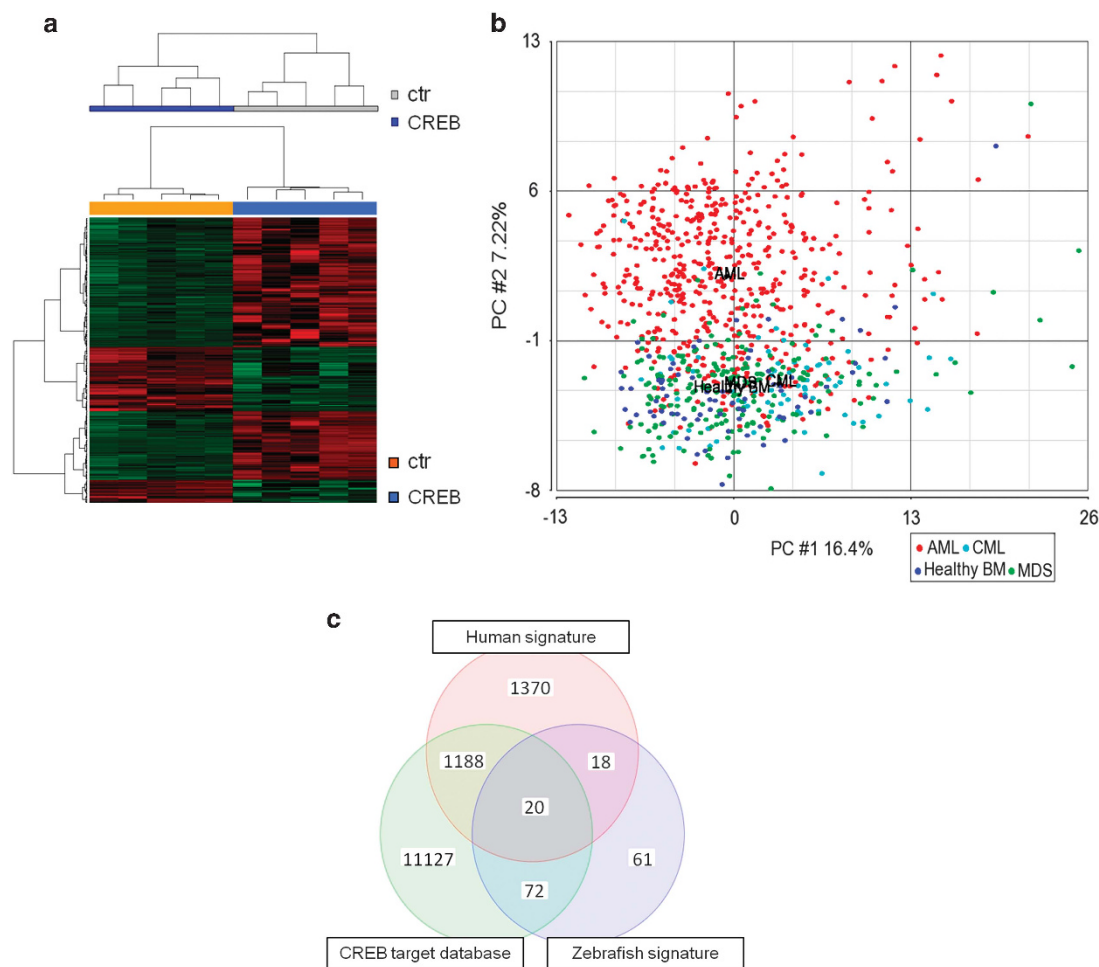 a
ctr
CREB
ctr
CREB
b
13
6
-1
-8
PC #2 7.22%
AML
MDS CML
Healthy BM
-13 0 13 26
PC #1 16.4%
AML CML
Healthy BM MDS
c
Human signature
1370
1188
18
20
11127
61
72
CREB target database
Zebrafish signature